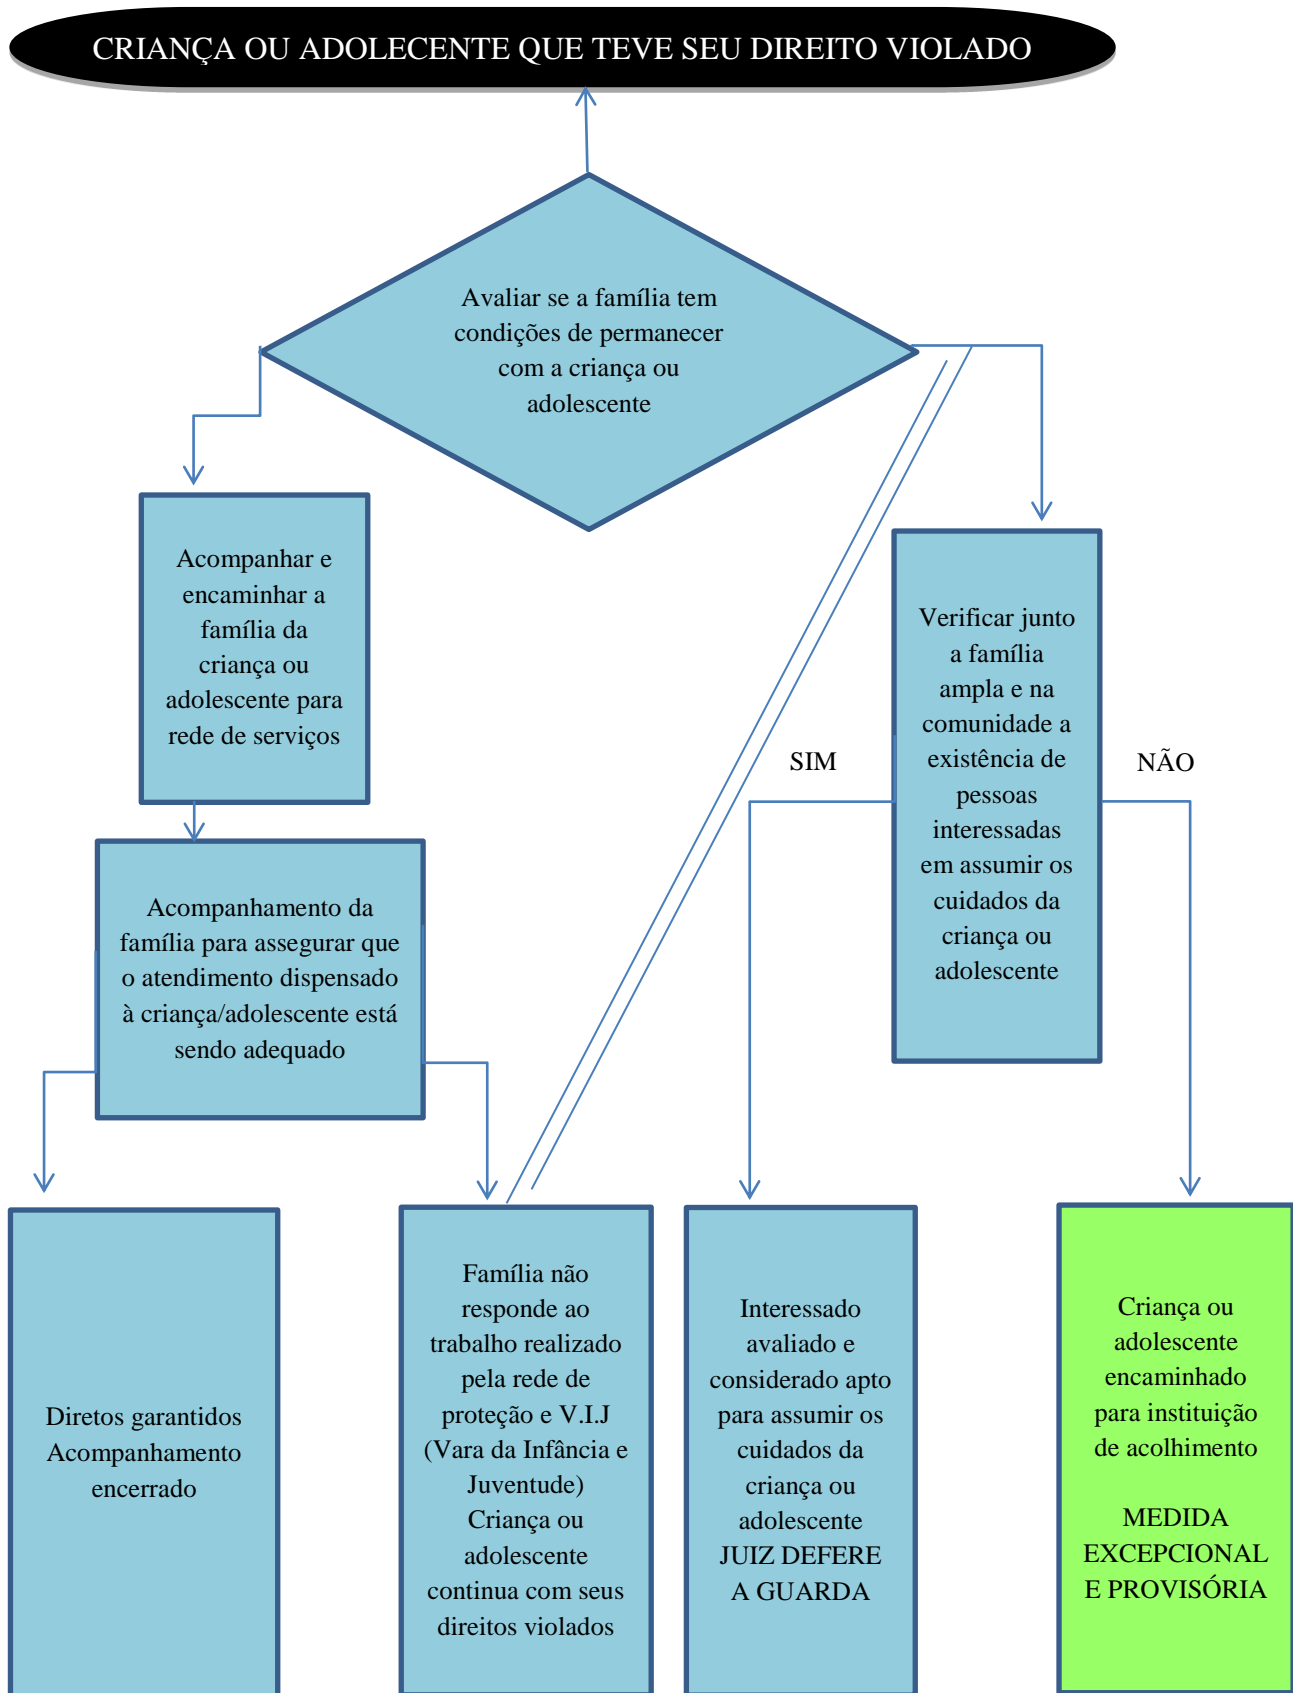 CRIANÇA OU ADOLECENTE QUE TEVE SEU DIREITO VIOLADO
Avaliar se a família tem
condições de permanecer
com a criança ou
adolescente
Acompanhar e
encaminhar a
família da
criança ou
adolescente para
rede de serviços
Verificar junto
a família
ampla e na
comunidade a
existência de
pessoas
interessadas
em assumir os
cuidados da
criança ou
adolescente
SIM
NÃO
Acompanhamento da
família para assegurar que
o atendimento dispensado
à criança/adolescente está
sendo adequado
Diretos garantidos
Acompanhamento
encerrado
Família não
responde ao
trabalho realizado
pela rede de
proteção e V.I.J
(Vara da Infância e
Juventude)
Criança ou
adolescente
continua com seus
direitos violados
Interessado
avaliado e
considerado apto
para assumir os
cuidados da
criança ou
adolescente
JUIZ DEFERE
A GUARDA
Criança ou
adolescente
encaminhado
para instituição
de acolhimento
MEDIDA
EXCEPCIONAL
E PROVISÓRIA